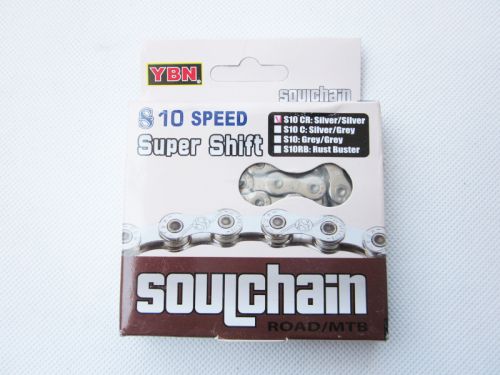 YBN
soulchain
S10 SPEED
Super Shift
S10 CR: Silver/Silver
S10 C: Silver/Grey
S10: Grey/Grey
S10RB: Rust Buster
soulchain
ROAD/MTB